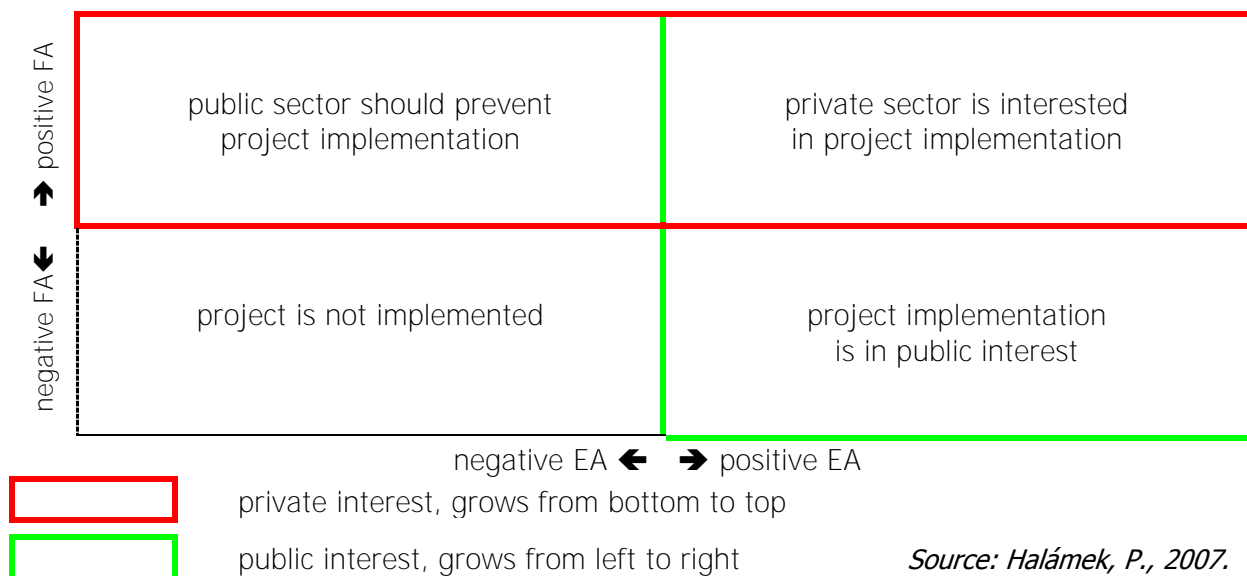 positive FA
public sector should prevent
project implementation
private sector is interested
in project implementation
negative FA
project is not implemented
project implementation
is in public interest
negative EA
positive EA
private interest, grows from bottom to top
public interest, grows from left to right
Source: Halámek, P., 2007.